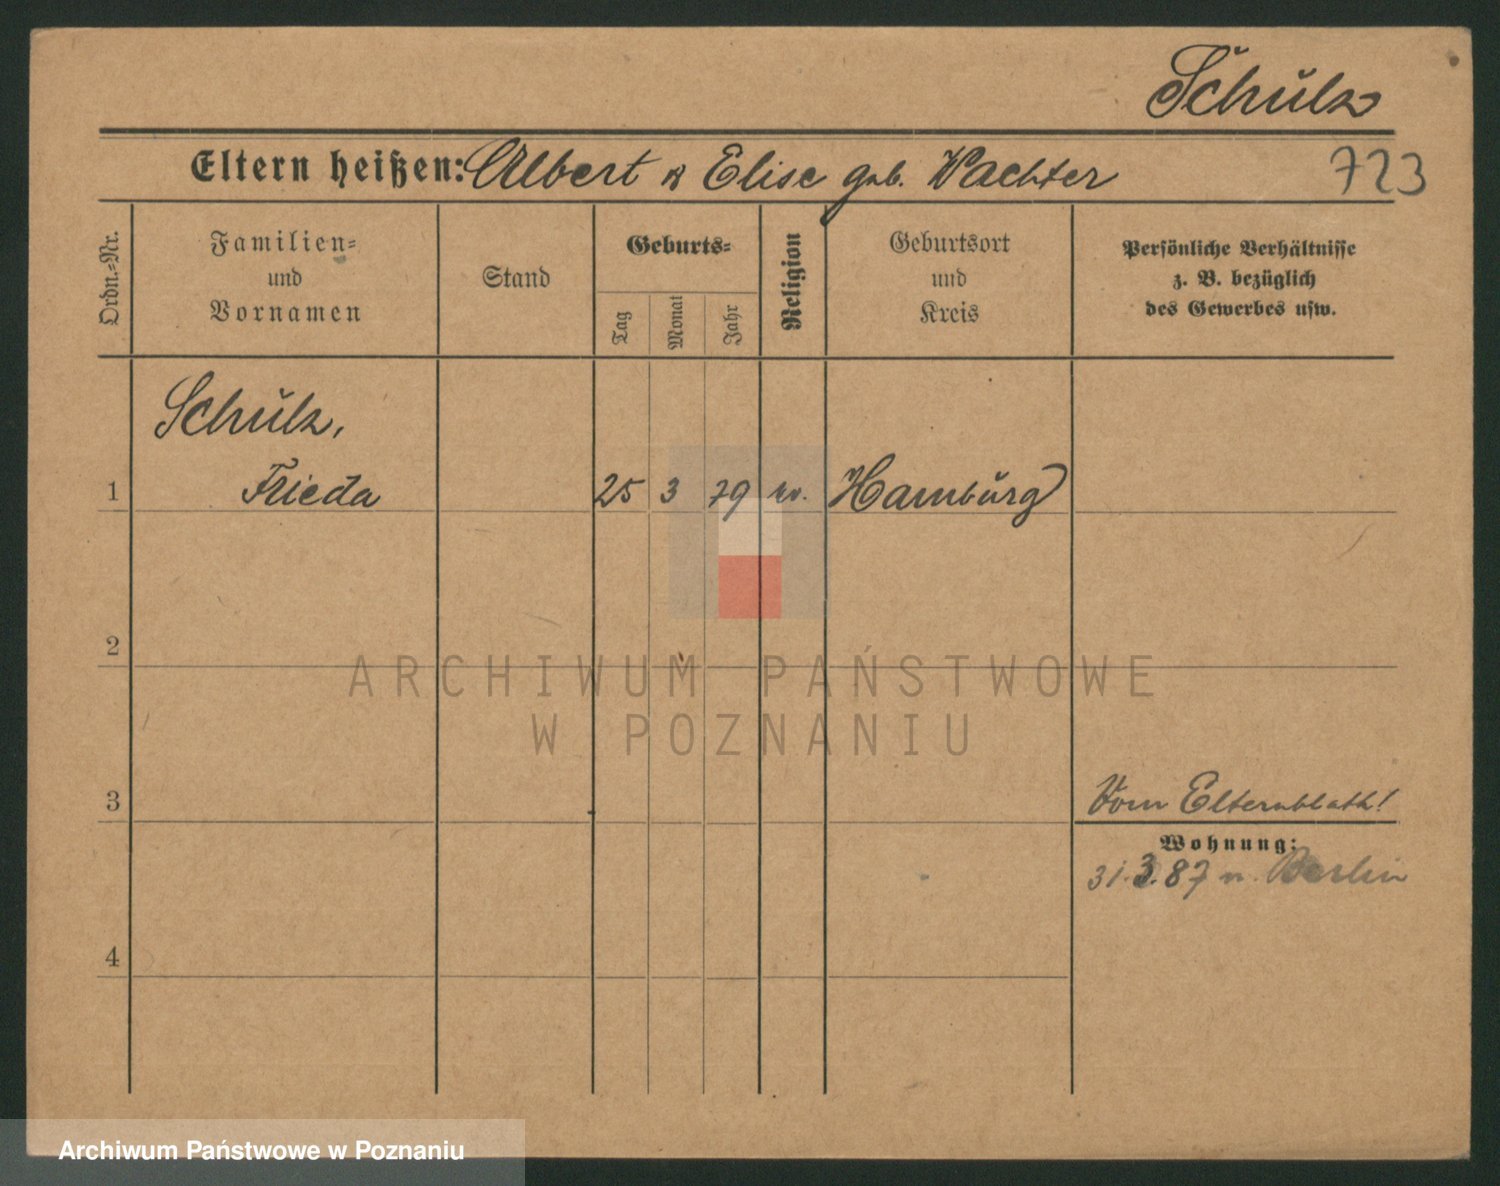 Schulz
Eltern heißen: Albert & Elise geb. Wachter 723
Ordn.=Nr.
Familien=
und
Vornamen
Stand
Geburts=
Tag
Monat
Jahr
Religion
Geburtsort
und
Kreis
Persönliche Verhältnisse
z. B. bezüglich
des Gewerbes usw.
Schulz,
1 Frieda 25 3 79 ev. Hamburg
2
ARCHIWUM PAŃSTWOWE
W POZNANIU
3 Vom Elternblatt!
Wohnung:
31.3.87 n. Berlin
4
Archiwum Państwowe w Poznaniu